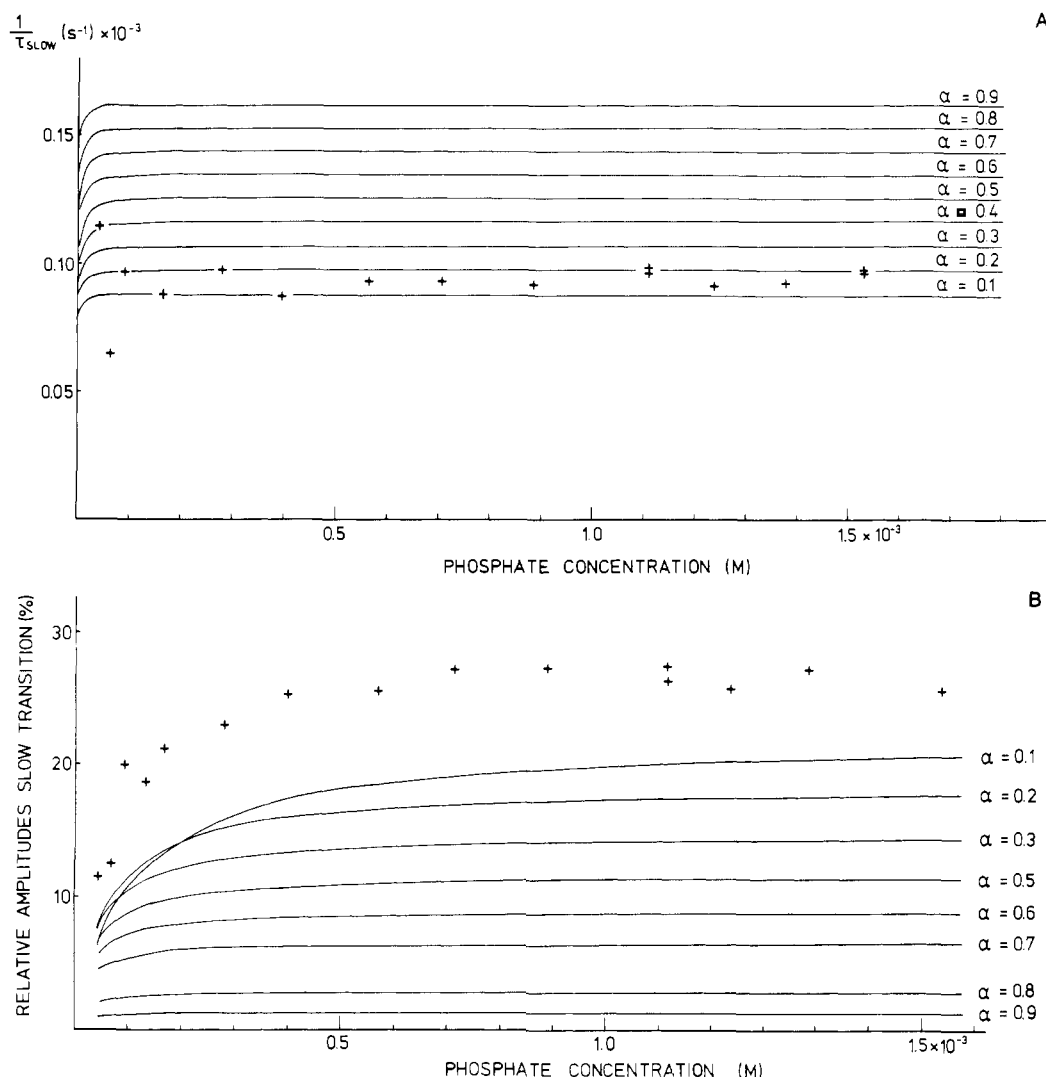 1/τSLOW (s⁻¹) ×10⁻³
A
0.15
0.10
0.05
α = 0.9
α = 0.8
α = 0.7
α = 0.6
α = 0.5
α = 0.4
α = 0.3
α = 0.2
α = 0.1
0.5
1.0
1.5 ×10⁻³
PHOSPHATE CONCENTRATION (M)
B
RELATIVE AMPLITUDES SLOW TRANSITION (%)
30
20
10
α = 0.1
α = 0.2
α = 0.3
α = 0.5
α = 0.6
α = 0.7
α = 0.8
α = 0.9
0.5
1.0
1.5 ×10⁻³
PHOSPHATE CONCENTRATION (M)